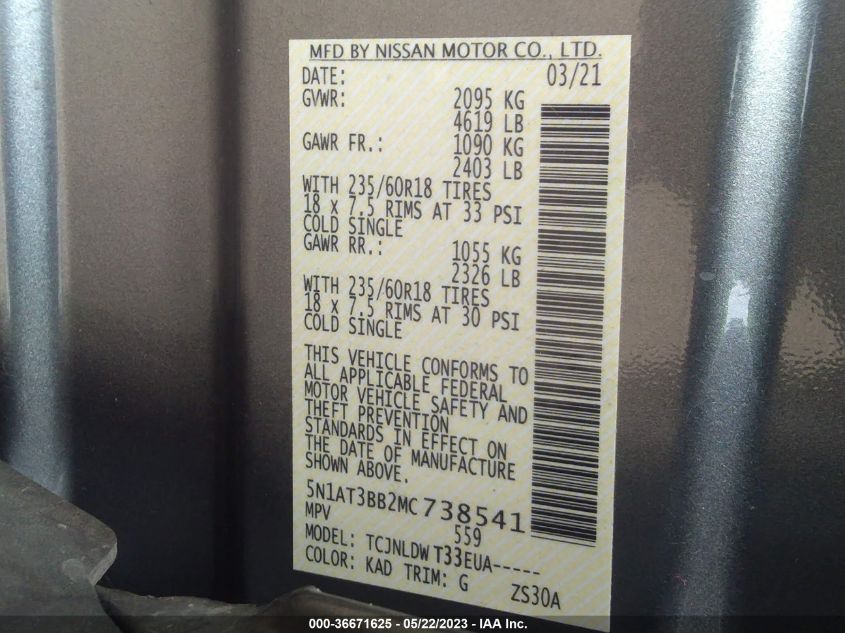 MFD BY NISSAN MOTOR CO., LTD.
DATE: 03/21
GVWR: 2095 KG
4619 LB
GAWR FR.: 1090 KG
2403 LB
WITH 235/60R18 TIRES
18 x 7.5 RIMS AT 33 PSI
COLD SINGLE
GAWR RR.: 1055 KG
2326 LB
WITH 235/60R18 TIRES
18 x 7.5 RIMS AT 30 PSI
COLD SINGLE
THIS VEHICLE CONFORMS TO
ALL APPLICABLE FEDERAL
MOTOR VEHICLE SAFETY AND
THEFT PREVENTION
STANDARDS IN EFFECT ON
THE DATE OF MANUFACTURE
SHOWN ABOVE.
5N1AT3BB2MC738541
MPV 559
MODEL: TCJNLDWT33EUA-----
COLOR: KAD TRIM: G ZS30A
000-36671625 - 05/22/2023 - IAA Inc.